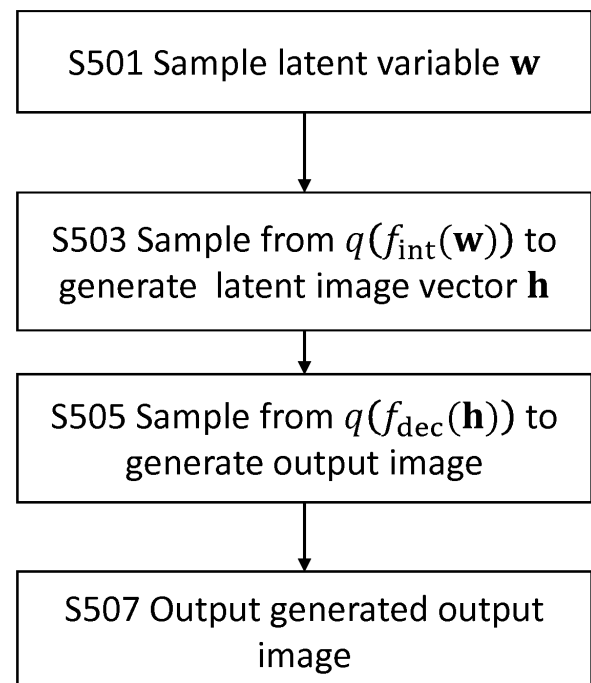 S501 Sample latent variable w
S503 Sample from q(f_int(w)) to
generate latent image vector h
S505 Sample from q(f_dec(h)) to
generate output image
S507 Output generated output
image